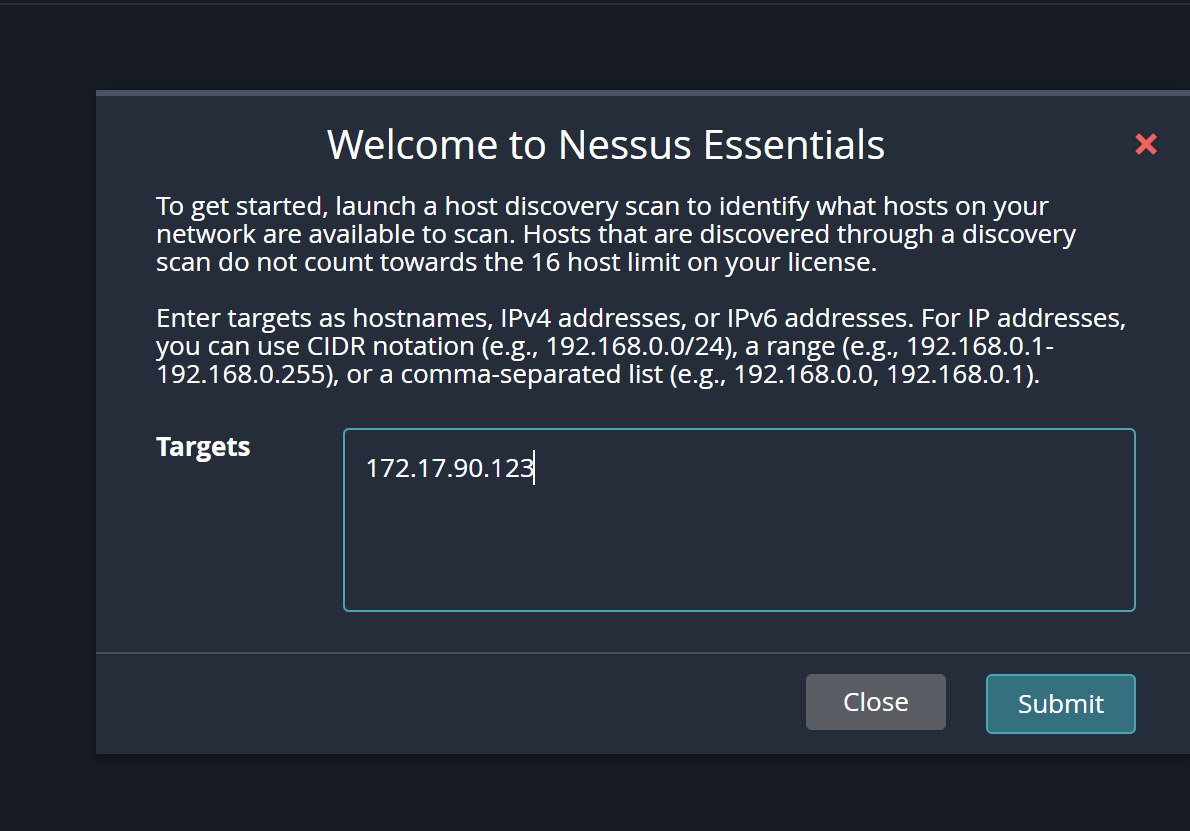 Welcome to Nessus Essentials
To get started, launch a host discovery scan to identify what hosts on your
network are available to scan. Hosts that are discovered through a discovery
scan do not count towards the 16 host limit on your license.
Enter targets as hostnames, IPv4 addresses, or IPv6 addresses. For IP addresses,
you can use CIDR notation (e.g., 192.168.0.0/24), a range (e.g., 192.168.0.1-
192.168.0.255), or a comma-separated list (e.g., 192.168.0.0, 192.168.0.1).
Targets
172.17.90.123
Close
Submit